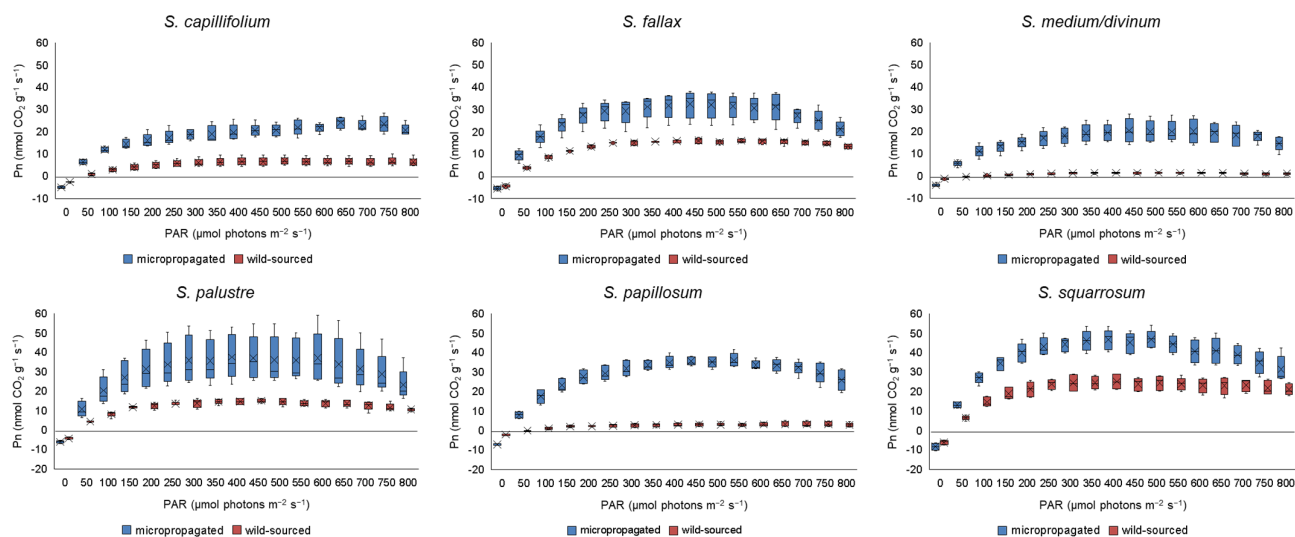 S. capillifolium
60
50
40
30
20
10
0
-10
Pn (nmol CO₂ g⁻¹ s⁻¹)
0 50 100 150 200 250 300 350 400 450 500 550 600 650 700 750 800
PAR (µmol photons m⁻² s⁻¹)
micropropagated wild-sourced
S. fallax
60
50
40
30
20
10
0
-10
Pn (nmol CO₂ g⁻¹ s⁻¹)
0 50 100 150 200 250 300 350 400 450 500 550 600 650 700 750 800
PAR (µmol photons m⁻² s⁻¹)
micropropagated wild-sourced
S. medium/divinum
60
50
40
30
20
10
0
-10
Pn (nmol CO₂ g⁻¹ s⁻¹)
0 50 100 150 200 250 300 350 400 450 500 550 600 650 700 750 800
PAR (µmol photons m⁻² s⁻¹)
micropropagated wild-sourced
S. palustre
60
50
40
30
20
10
0
-10
-20
Pn (nmol CO₂ g⁻¹ s⁻¹)
0 50 100 150 200 250 300 350 400 450 500 550 600 650 700 750 800
PAR (µmol photons m⁻² s⁻¹)
micropropagated wild-sourced
S. papillosum
60
50
40
30
20
10
0
-10
-20
Pn (nmol CO₂ g⁻¹ s⁻¹)
0 50 100 150 200 250 300 350 400 450 500 550 600 650 700 750 800
PAR (µmol photons m⁻² s⁻¹)
micropropagated wild-sourced
S. squarrosum
60
50
40
30
20
10
0
-10
-20
Pn (nmol CO₂ g⁻¹ s⁻¹)
0 50 100 150 200 250 300 350 400 450 500 550 600 650 700 750 800
PAR (µmol photons m⁻² s⁻¹)
micropropagated wild-sourced